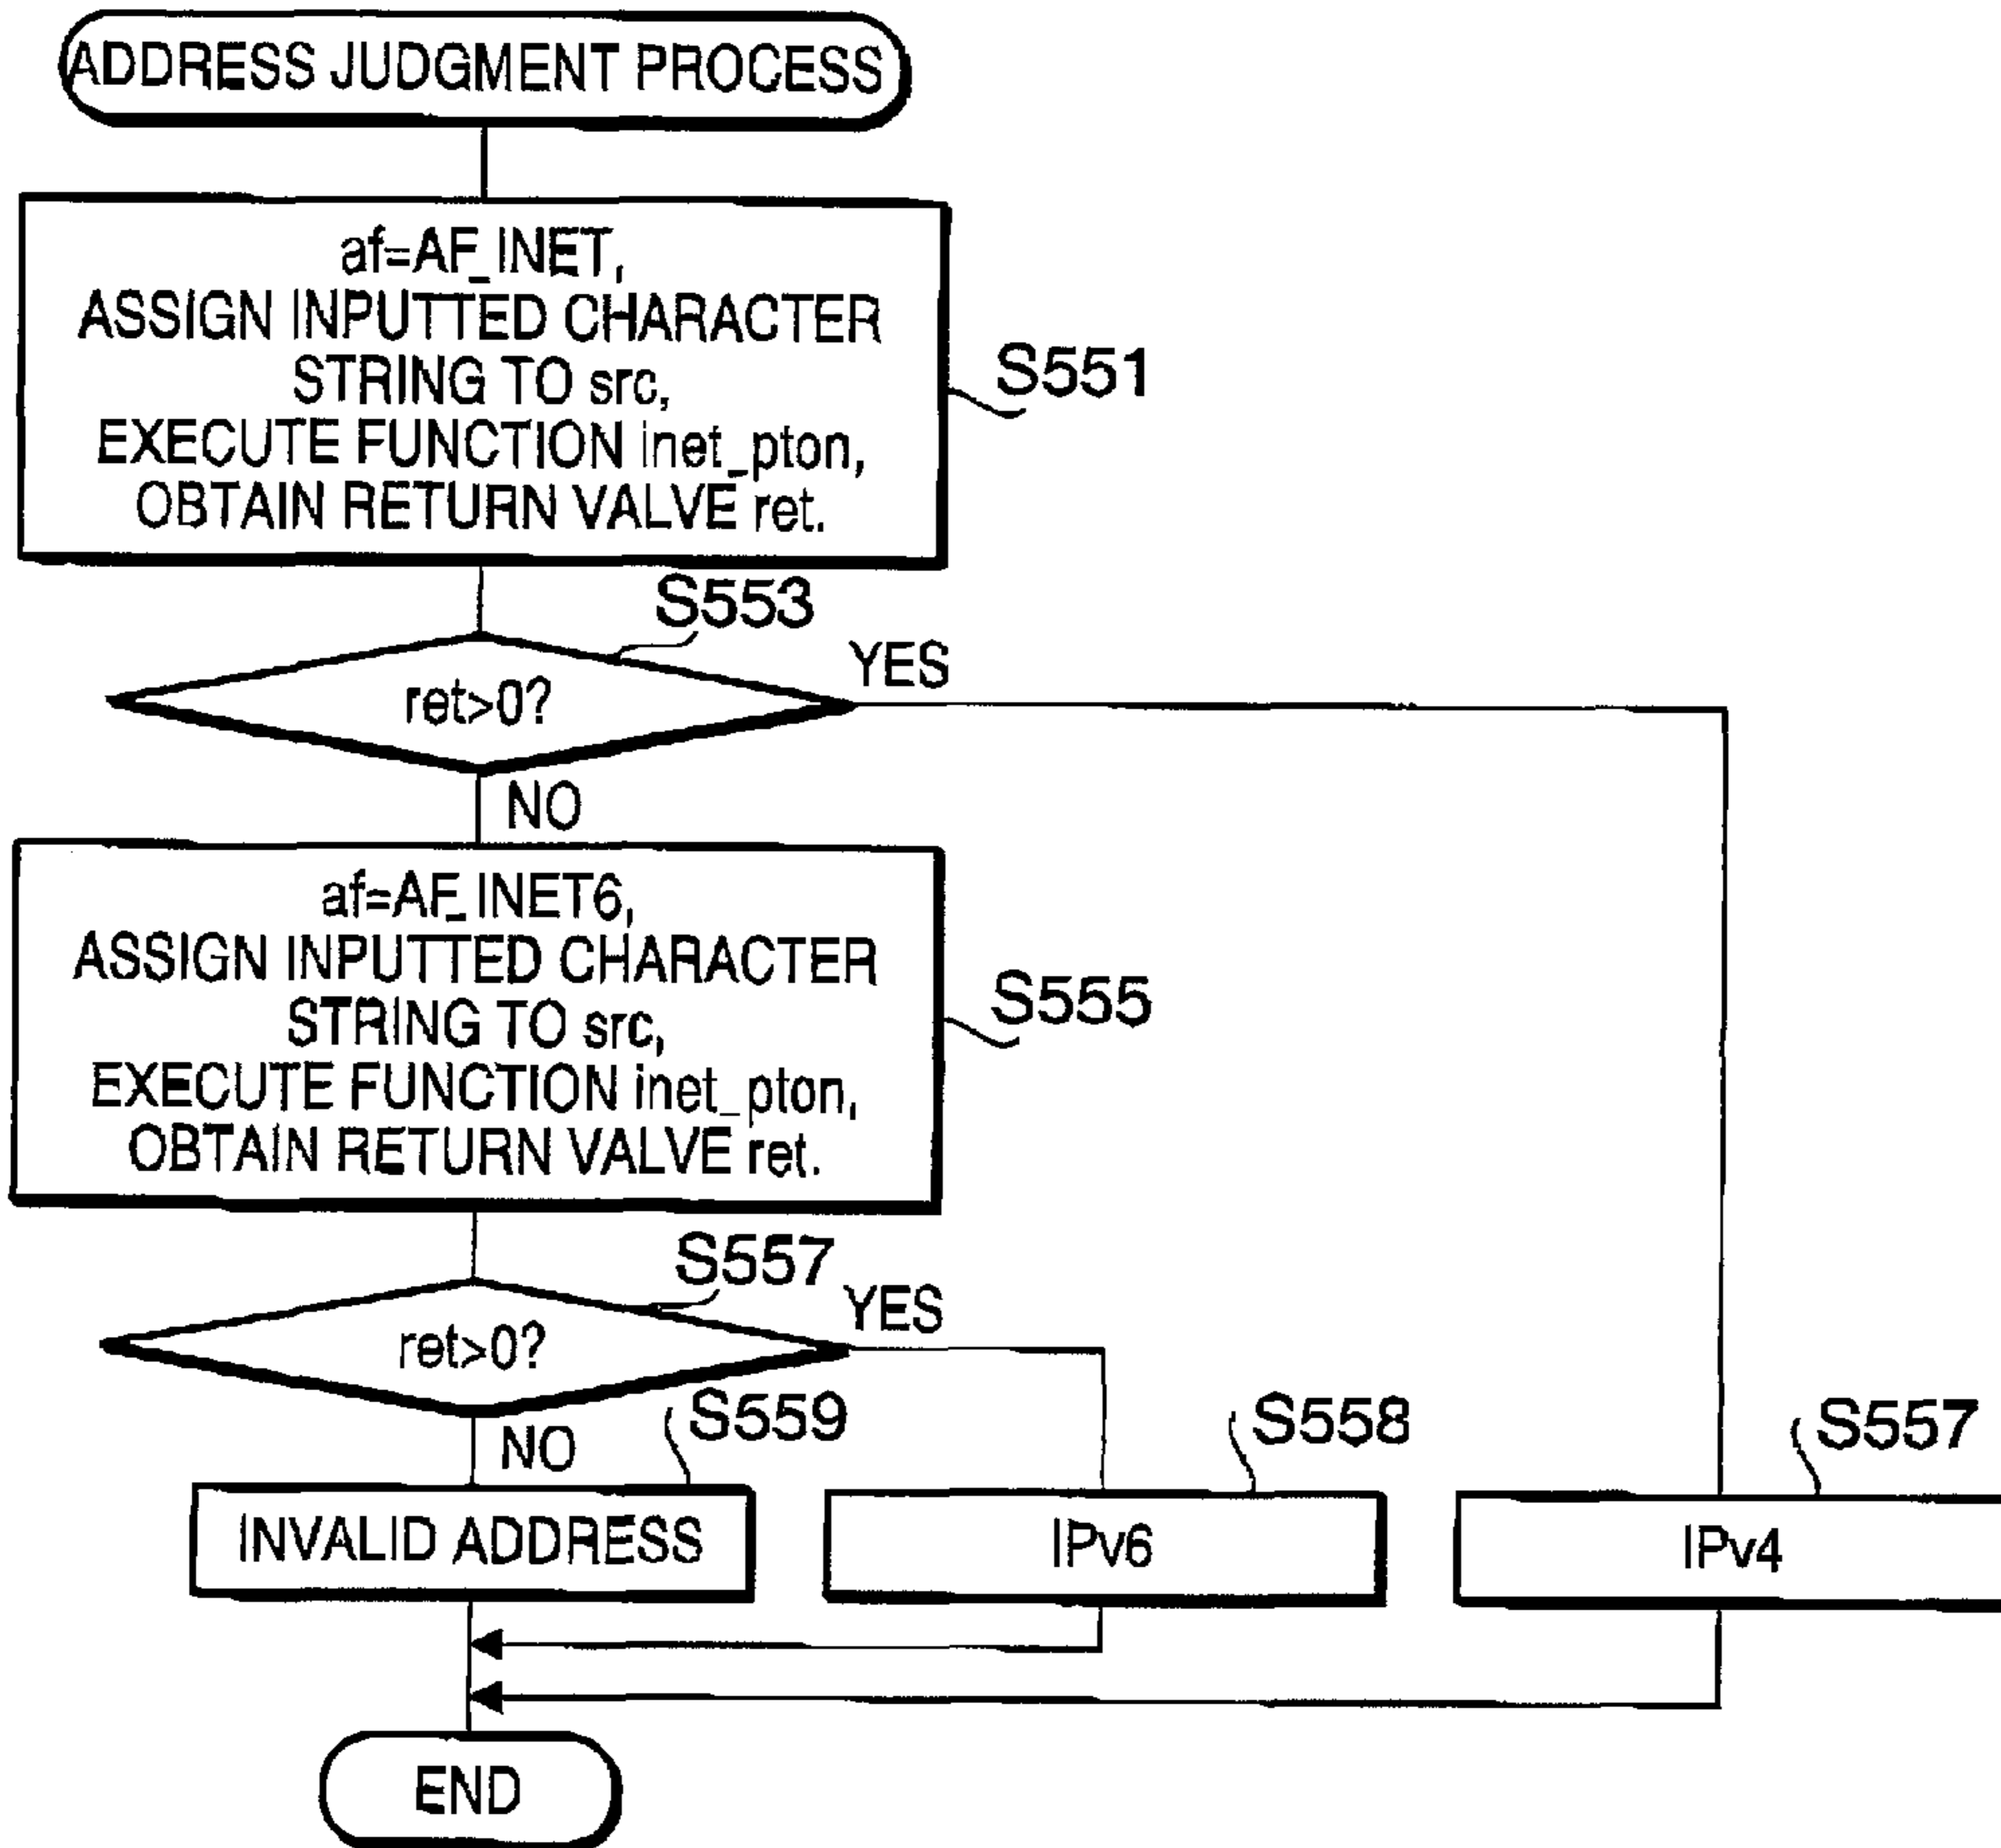 ADDRESS JUDGMENT PROCESS
af=AF_INET,
ASSIGN INPUTTED CHARACTER
STRING TO src,
EXECUTE FUNCTION inet_pton,
OBTAIN RETURN VALVE ret.
S551
S553
ret>0?
YES
NO
af=AF_INET6,
ASSIGN INPUTTED CHARACTER
STRING TO src,
EXECUTE FUNCTION inet_pton,
OBTAIN RETURN VALVE ret.
S555
S557
ret>0?
YES
NO
S559
S558
S557
INVALID ADDRESS
IPv6
IPv4
END